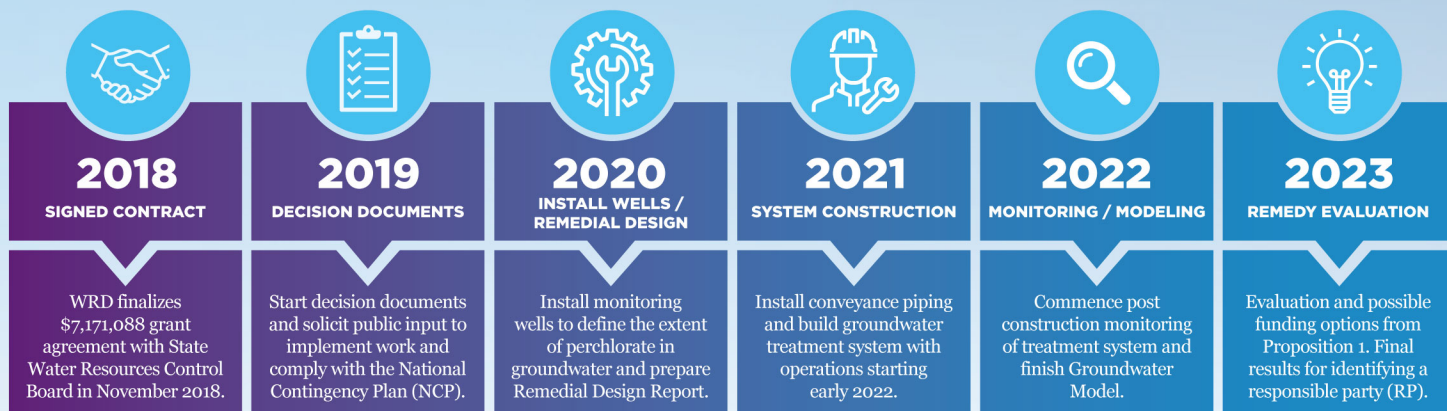 2018
SIGNED CONTRACT
WRD finalizes
$7,171,088 grant
agreement with State
Water Resources Control
Board in November 2018.
2019
DECISION DOCUMENTS
Start decision documents
and solicit public input to
implement work and
comply with the National
Contingency Plan (NCP).
2020
INSTALL WELLS /
REMEDIAL DESIGN
Install monitoring
wells to define the extent
of perchlorate in
groundwater and prepare
Remedial Design Report.
2021
SYSTEM CONSTRUCTION
Install conveyance piping
and build groundwater
treatment system with
operations starting
early 2022.
2022
MONITORING / MODELING
Commence post
construction monitoring
of treatment system and
finish Groundwater
Model.
2023
REMEDY EVALUATION
Evaluation and possible
funding options from
Proposition 1. Final
results for identifying a
responsible party (RP).